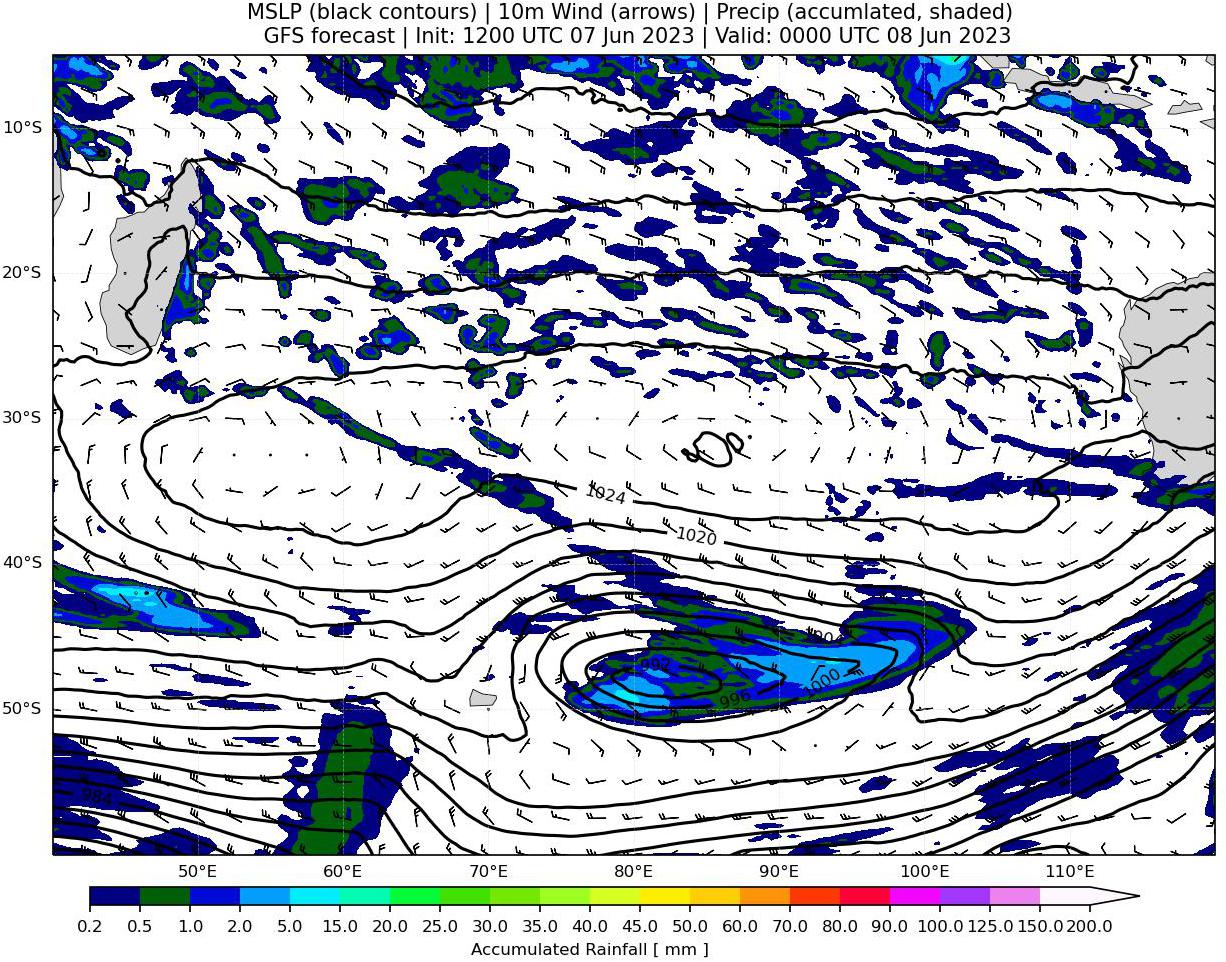 MSLP (black contours) | 10m Wind (arrows) | Precip (accumlated, shaded)
GFS forecast | Init: 1200 UTC 07 Jun 2023 | Valid: 0000 UTC 08 Jun 2023
10°S
20°S
30°S
1024
1020
40°S
1004
992
1000
996
50°S
984
50°E 60°E 70°E 80°E 90°E 100°E 110°E
0.2 0.5 1.0 2.0 5.0 10.0 15.0 20.0 25.0 30.0 35.0 40.0 45.0 50.0 60.0 70.0 80.0 90.0 100.0 125.0 150.0 200.0
Accumulated Rainfall [ mm ]